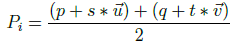 P_i = \frac{(p + s * \vec{u}) + (q + t * \vec{v})}{2}